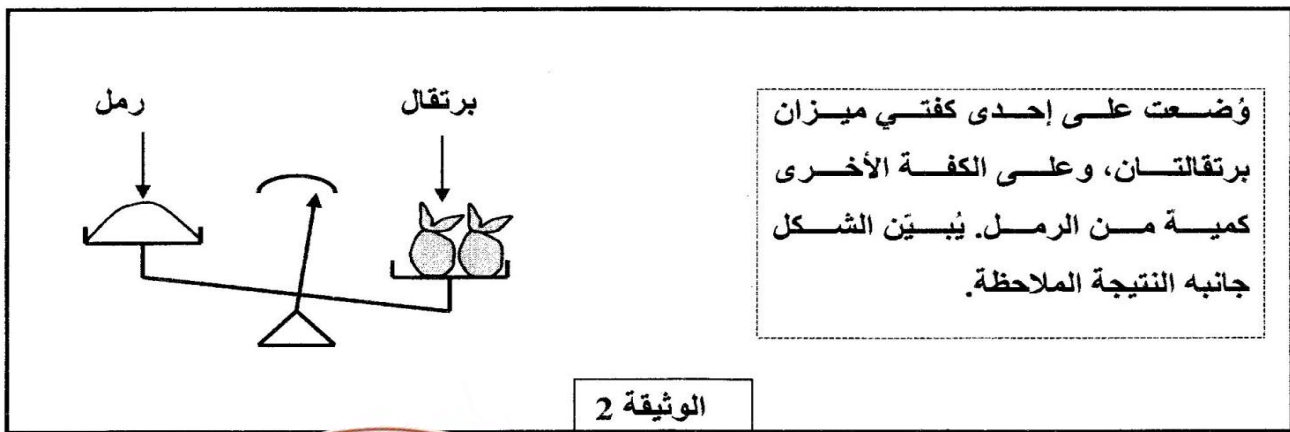 وُضعت على إحدى كفتي ميزان
برتقالتان، وعلى الكفة الأخرى
كمية من الرمل. يُبيّن الشكل
جانبه النتيجة الملاحظة.
برتقال
رمل
الوثيقة 2